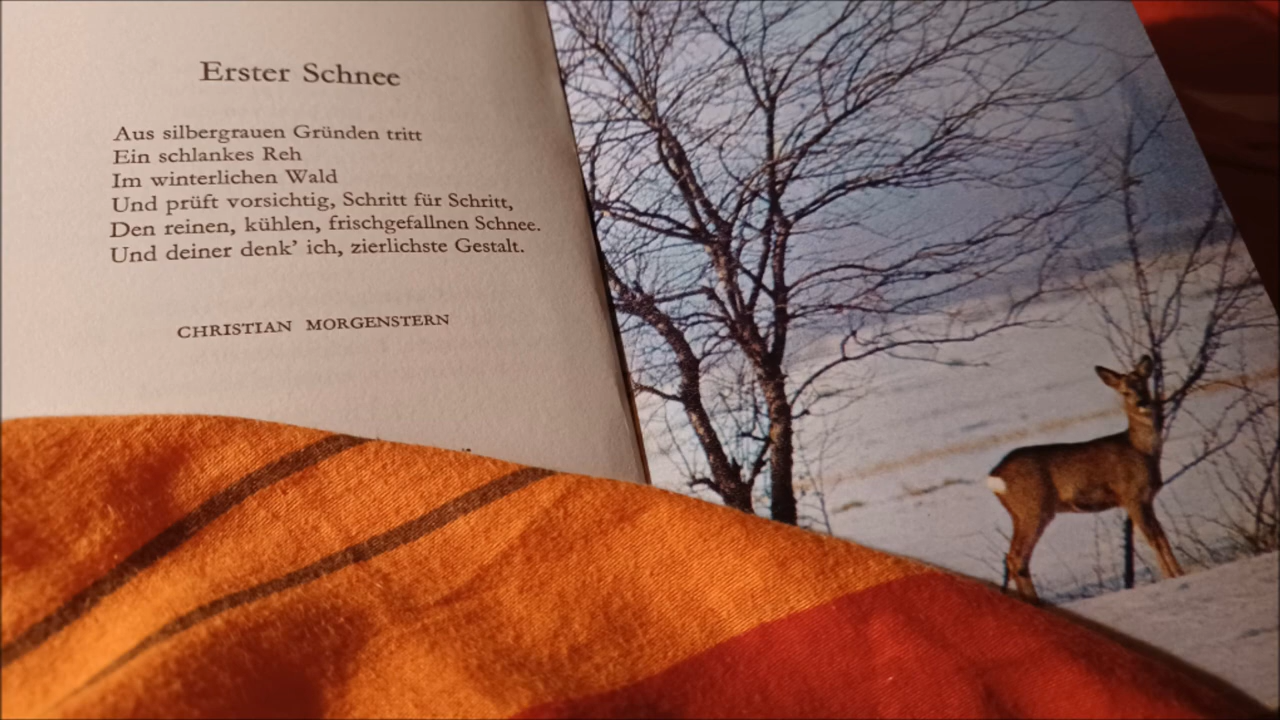 Erster Schnee
Aus silbergrauen Gründen tritt
Ein schlankes Reh
Im winterlichen Wald
Und prüft vorsichtig, Schritt für Schritt,
Den reinen, kühlen, frischgefallnen Schnee.
Und deiner denk’ ich, zierlichste Gestalt.
CHRISTIAN MORGENSTERN